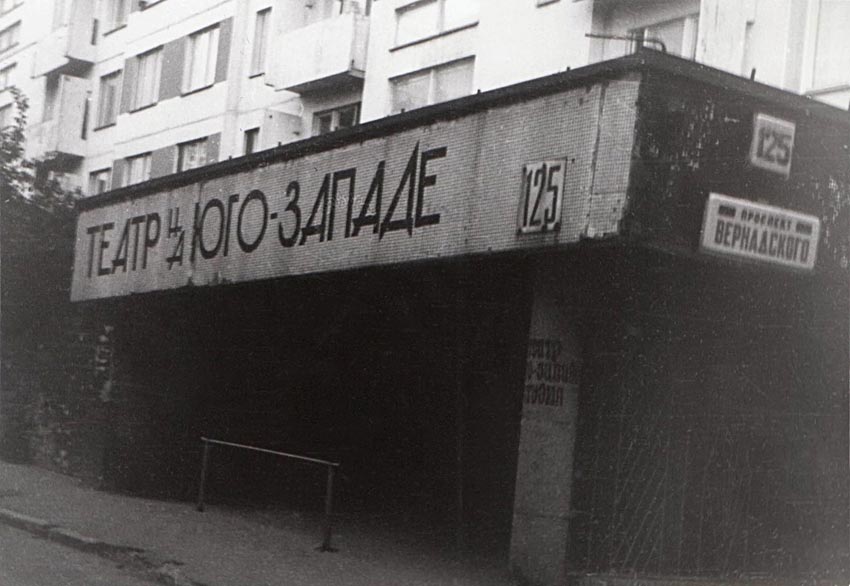 ТЕАТР НА ЮГО-ЗАПАДЕ
125
125
ПРОСПЕКТ
ВЕРНАДСКОГО